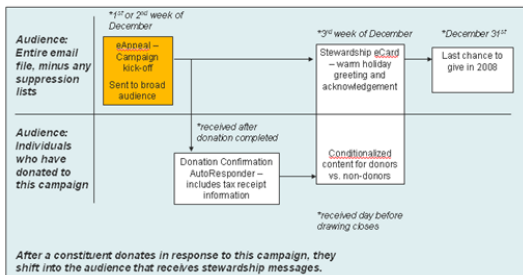 *1st or 2nd week of
December
*3rd week of December
*December 31st
Audience:
Entire email
file, minus any
suppression
lists
eAppeal –
Campaign
kick-off
Sent to broad
audience
Stewardship eCard
– warm holiday
greeting and
acknowledgement
Last chance to
give in 2008
*received after
donation completed
Audience:
Individuals
who have
donated to
this campaign
Donation Confirmation
AutoResponder –
includes tax receipt
information
Conditionalized
content for donors
vs. non-donors
*received day before
drawing closes
After a constituent donates in response to this campaign, they
shift into the audience that receives stewardship messages.